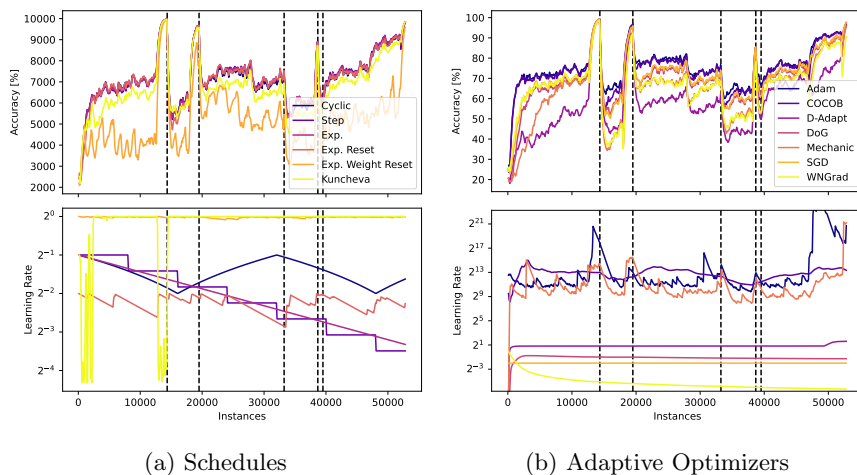 Accuracy [%]
10000
9000
8000
7000
6000
5000
4000
3000
2000
Cyclic
Step
Exp.
Exp. Reset
Exp. Weight Reset
Kuncheva
Learning Rate
2^0
2^-1
2^-2
2^-3
2^-4
0 10000 20000 30000 40000 50000
Instances
(a) Schedules
Accuracy [%]
100
90
80
70
60
50
40
30
20
Adam
COCOB
D-Adapt
DoG
Mechanic
SGD
WNGrad
Learning Rate
2^21
2^17
2^13
2^9
2^5
2^1
2^-3
0 10000 20000 30000 40000 50000
Instances
(b) Adaptive Optimizers